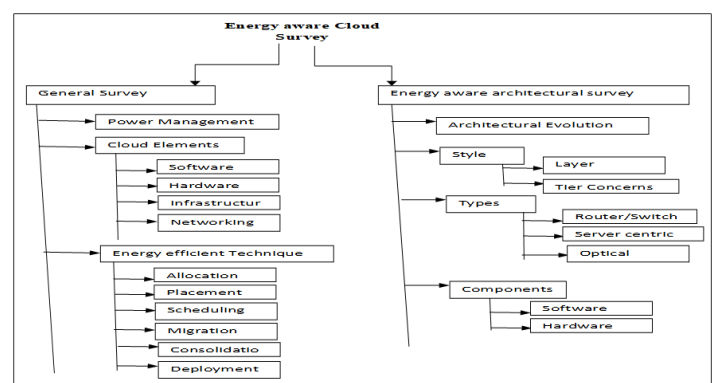 Energy aware Cloud
Survey
General Survey
Power Management
Cloud Elements
Software
Hardware
Infrastructur
Networking
Energy efficient Technique
Allocation
Placement
Scheduling
Migration
Consolidatio
Deployment
Energy aware architectural survey
Architectural Evolution
Style
Layer
Tier Concerns
Types
Router/Switch
Server centric
Optical
Components
Software
Hardware